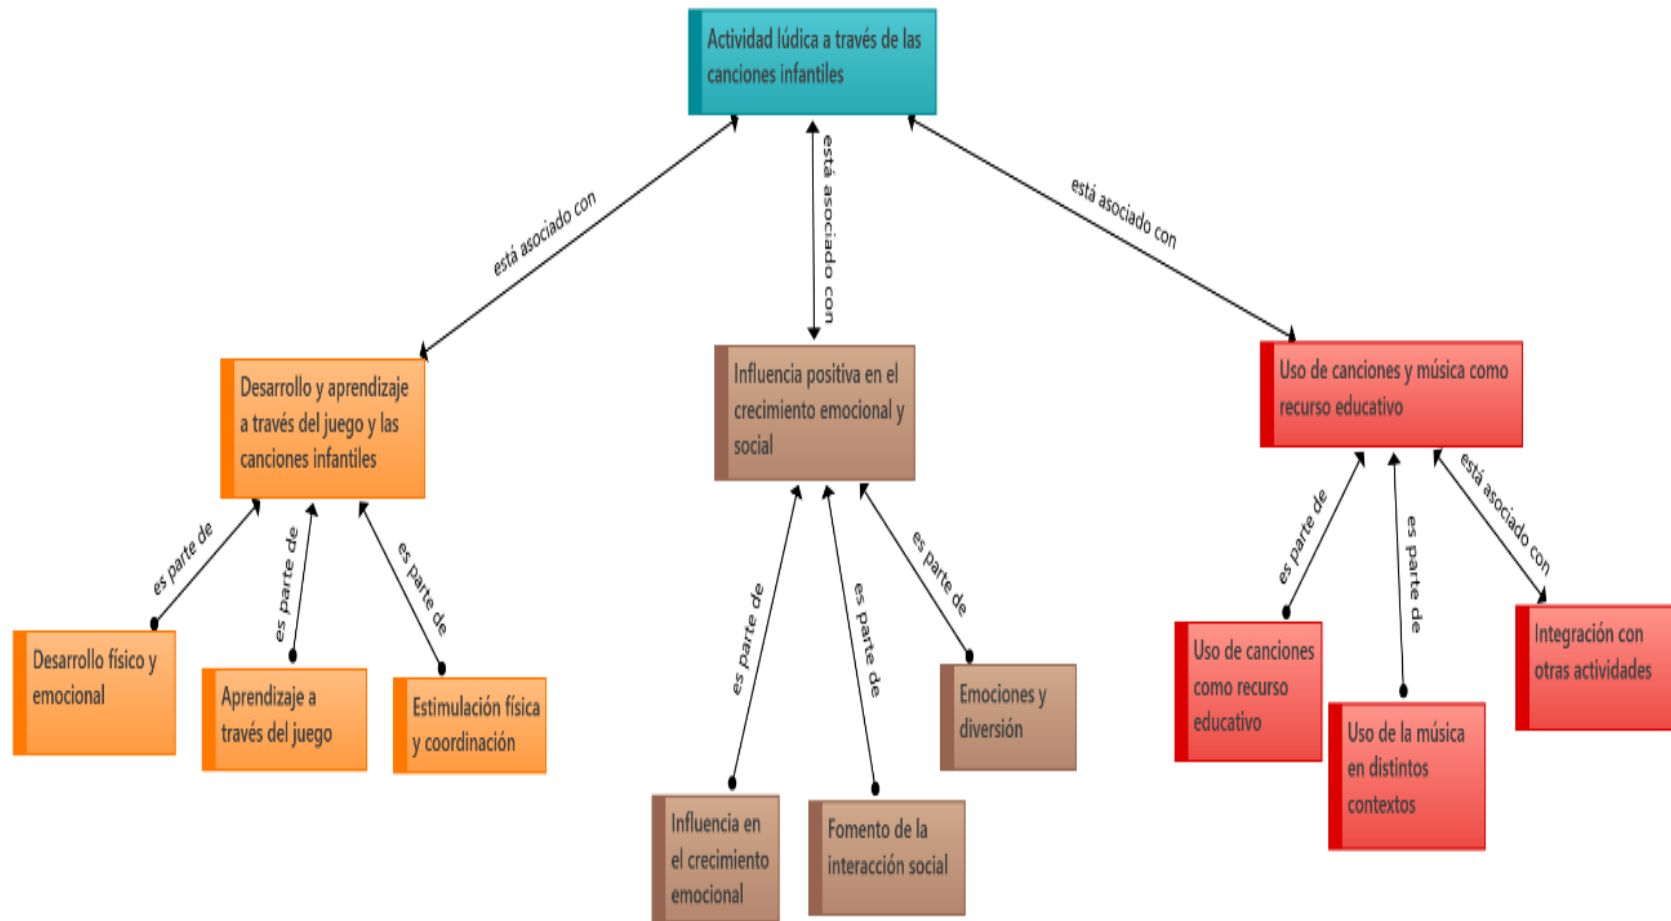 Actividad lúdica a través de las
canciones infantiles
está asociado con
está asociado con
está asociado con
Desarrollo y aprendizaje
a través del juego y las
canciones infantiles
Influencia positiva en el
crecimiento emocional y
social
Uso de canciones y música como
recurso educativo
es parte de
es parte de
es parte de
es parte de
es parte de
es parte de
es parte de
es parte de
está asociado con
Desarrollo físico y
emocional
Aprendizaje a
través del juego
Estimulación física
y coordinación
Influencia en
el crecimiento
emocional
Fomento de la
interacción social
Emociones y
diversión
Uso de canciones
como recurso
educativo
Uso de la música
en distintos
contextos
Integración con
otras actividades